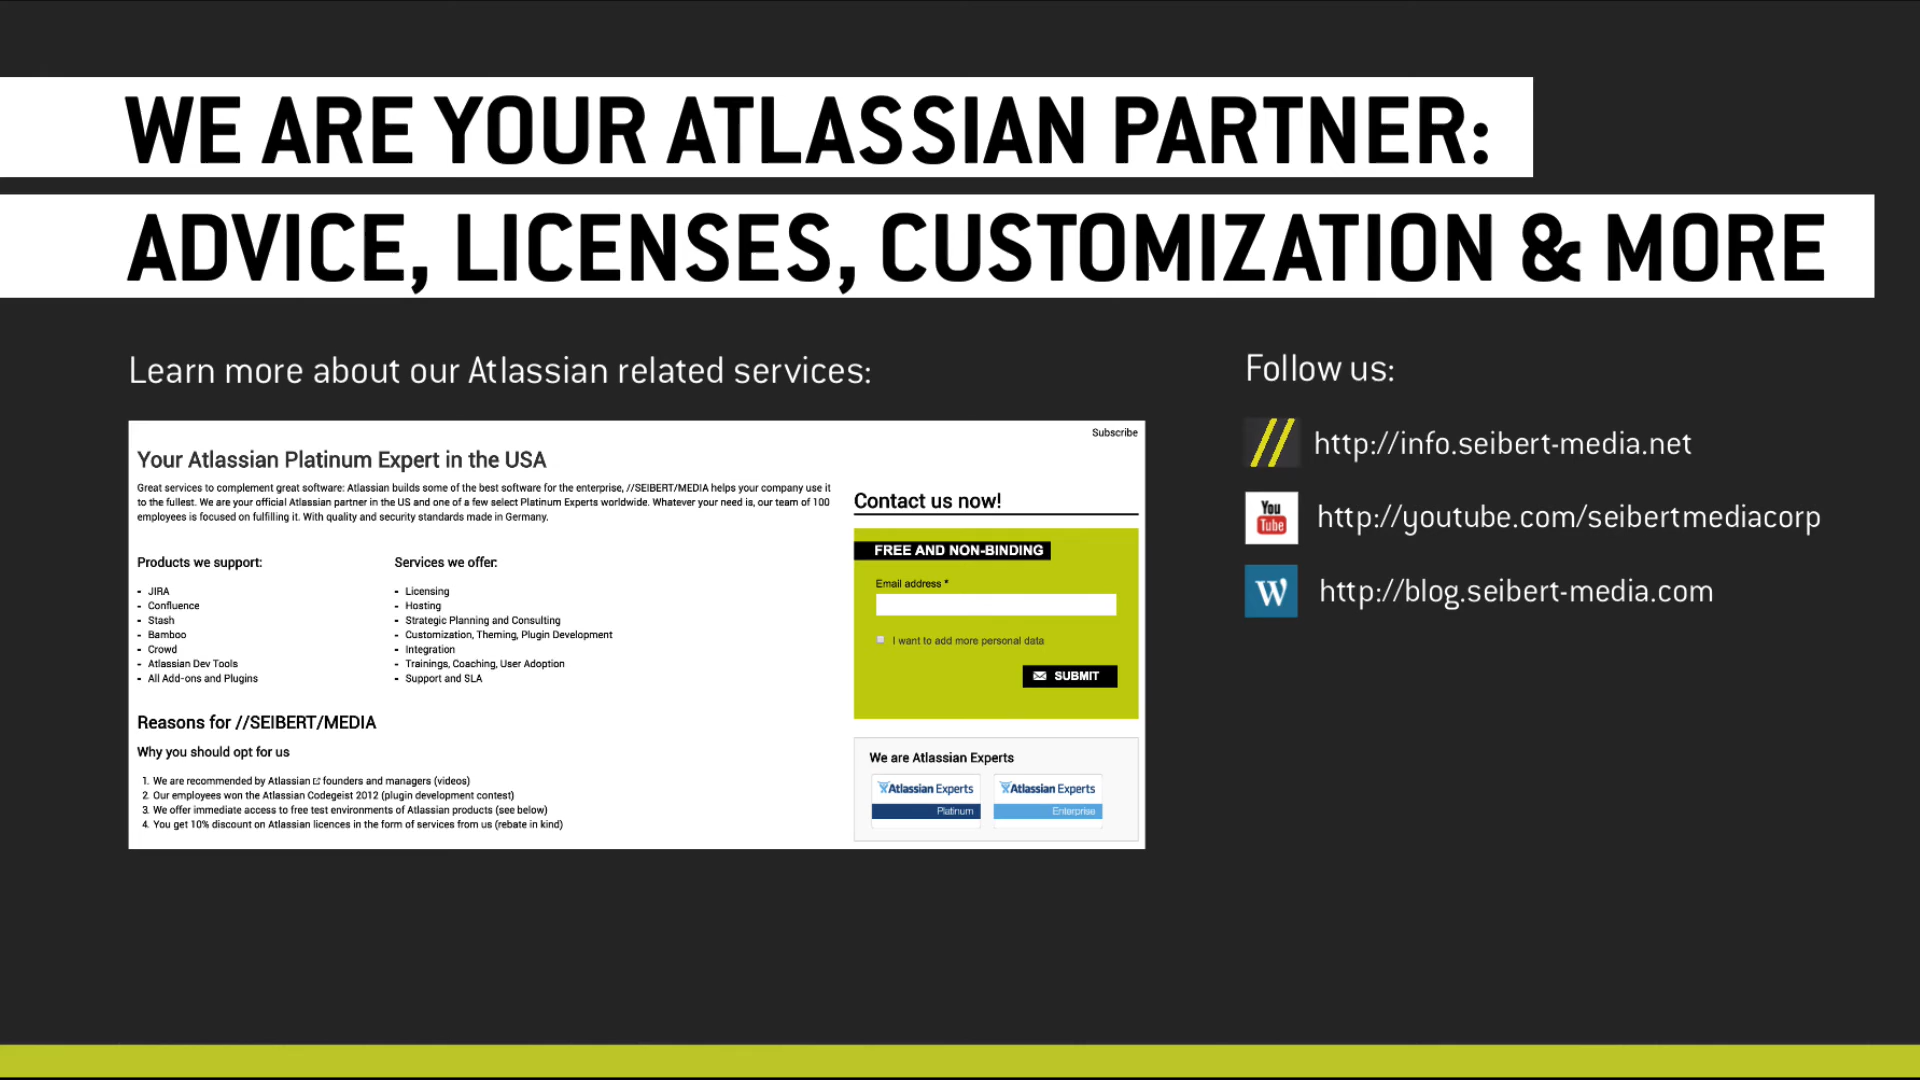 WE ARE YOUR ATLASSIAN PARTNER:
ADVICE, LICENSES, CUSTOMIZATION & MORE
Learn more about our Atlassian related services:
Subscribe
Your Atlassian Platinum Expert in the USA
Great services to complement great software: Atlassian builds some of the best software for the enterprise, //SEIBERT/MEDIA helps your company use it
to the fullest. We are your official Atlassian partner in the US and one of a few select Platinum Experts worldwide. Whatever your need is, our team of 100
employees is focused on fulfilling it. With quality and security standards made in Germany.
Products we support:
- JIRA
- Confluence
- Stash
- Bamboo
- Crowd
- Atlassian Dev Tools
- All Add-ons and Plugins
Services we offer:
- Licensing
- Hosting
- Strategic Planning and Consulting
- Customization, Theming, Plugin Development
- Integration
- Trainings, Coaching, User Adoption
- Support and SLA
Reasons for //SEIBERT/MEDIA
Why you should opt for us
1. We are recommended by Atlassian founders and managers (videos)
2. Our employees won the Atlassian Codegeist 2012 (plugin development contest)
3. We offer immediate access to free test environments of Atlassian products (see below)
4. You get 10% discount on Atlassian licences in the form of services from us (rebate in kind)
Contact us now!
FREE AND NON-BINDING
Email address *
I want to add more personal data
SUBMIT
We are Atlassian Experts
Atlassian Experts
Platinum
Atlassian Experts
Enterprise
Follow us:
// http://info.seibert-media.net
You
Tube
http://youtube.com/seibertmediacorp
W http://blog.seibert-media.com